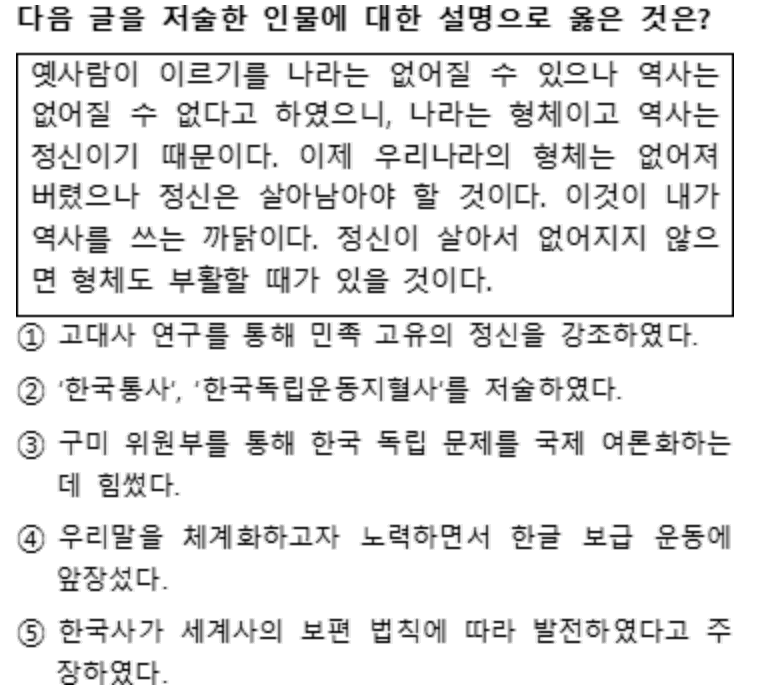 다음 글을 저술한 인물에 대한 설명으로 옳은 것은?
옛사람이 이르기를 나라는 없어질 수 있으나 역사는
없어질 수 없다고 하였으니, 나라는 형체이고 역사는
정신이기 때문이다. 이제 우리나라의 형체는 없어져
버렸으나 정신은 살아남아야 할 것이다. 이것이 내가
역사를 쓰는 까닭이다. 정신이 살아서 없어지지 않으
면 형체도 부활할 때가 있을 것이다.
① 고대사 연구를 통해 민족 고유의 정신을 강조하였다.
② '한국통사', '한국독립운동지혈사'를 저술하였다.
③ 구미 위원부를 통해 한국 독립 문제를 국제 여론화하는
데 힘썼다.
④ 우리말을 체계화하고자 노력하면서 한글 보급 운동에
앞장섰다.
⑤ 한국사가 세계사의 보편 법칙에 따라 발전하였다고 주
장하였다.